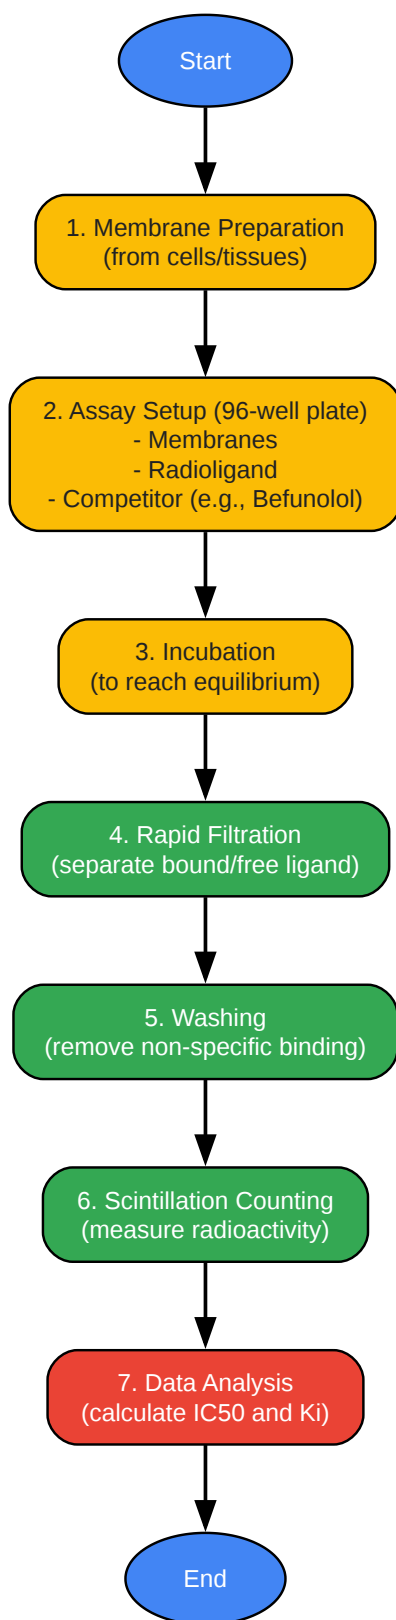 Start
1. Membrane Preparation
(from cells/tissues)
2. Assay Setup (96-well plate)
- Membranes
- Radioligand
- Competitor (e.g., Befunolol)
3. Incubation
(to reach equilibrium)
4. Rapid Filtration
(separate bound/free ligand)
5. Washing
(remove non-specific binding)
6. Scintillation Counting
(measure radioactivity)
7. Data Analysis
(calculate IC50 and Ki)
End